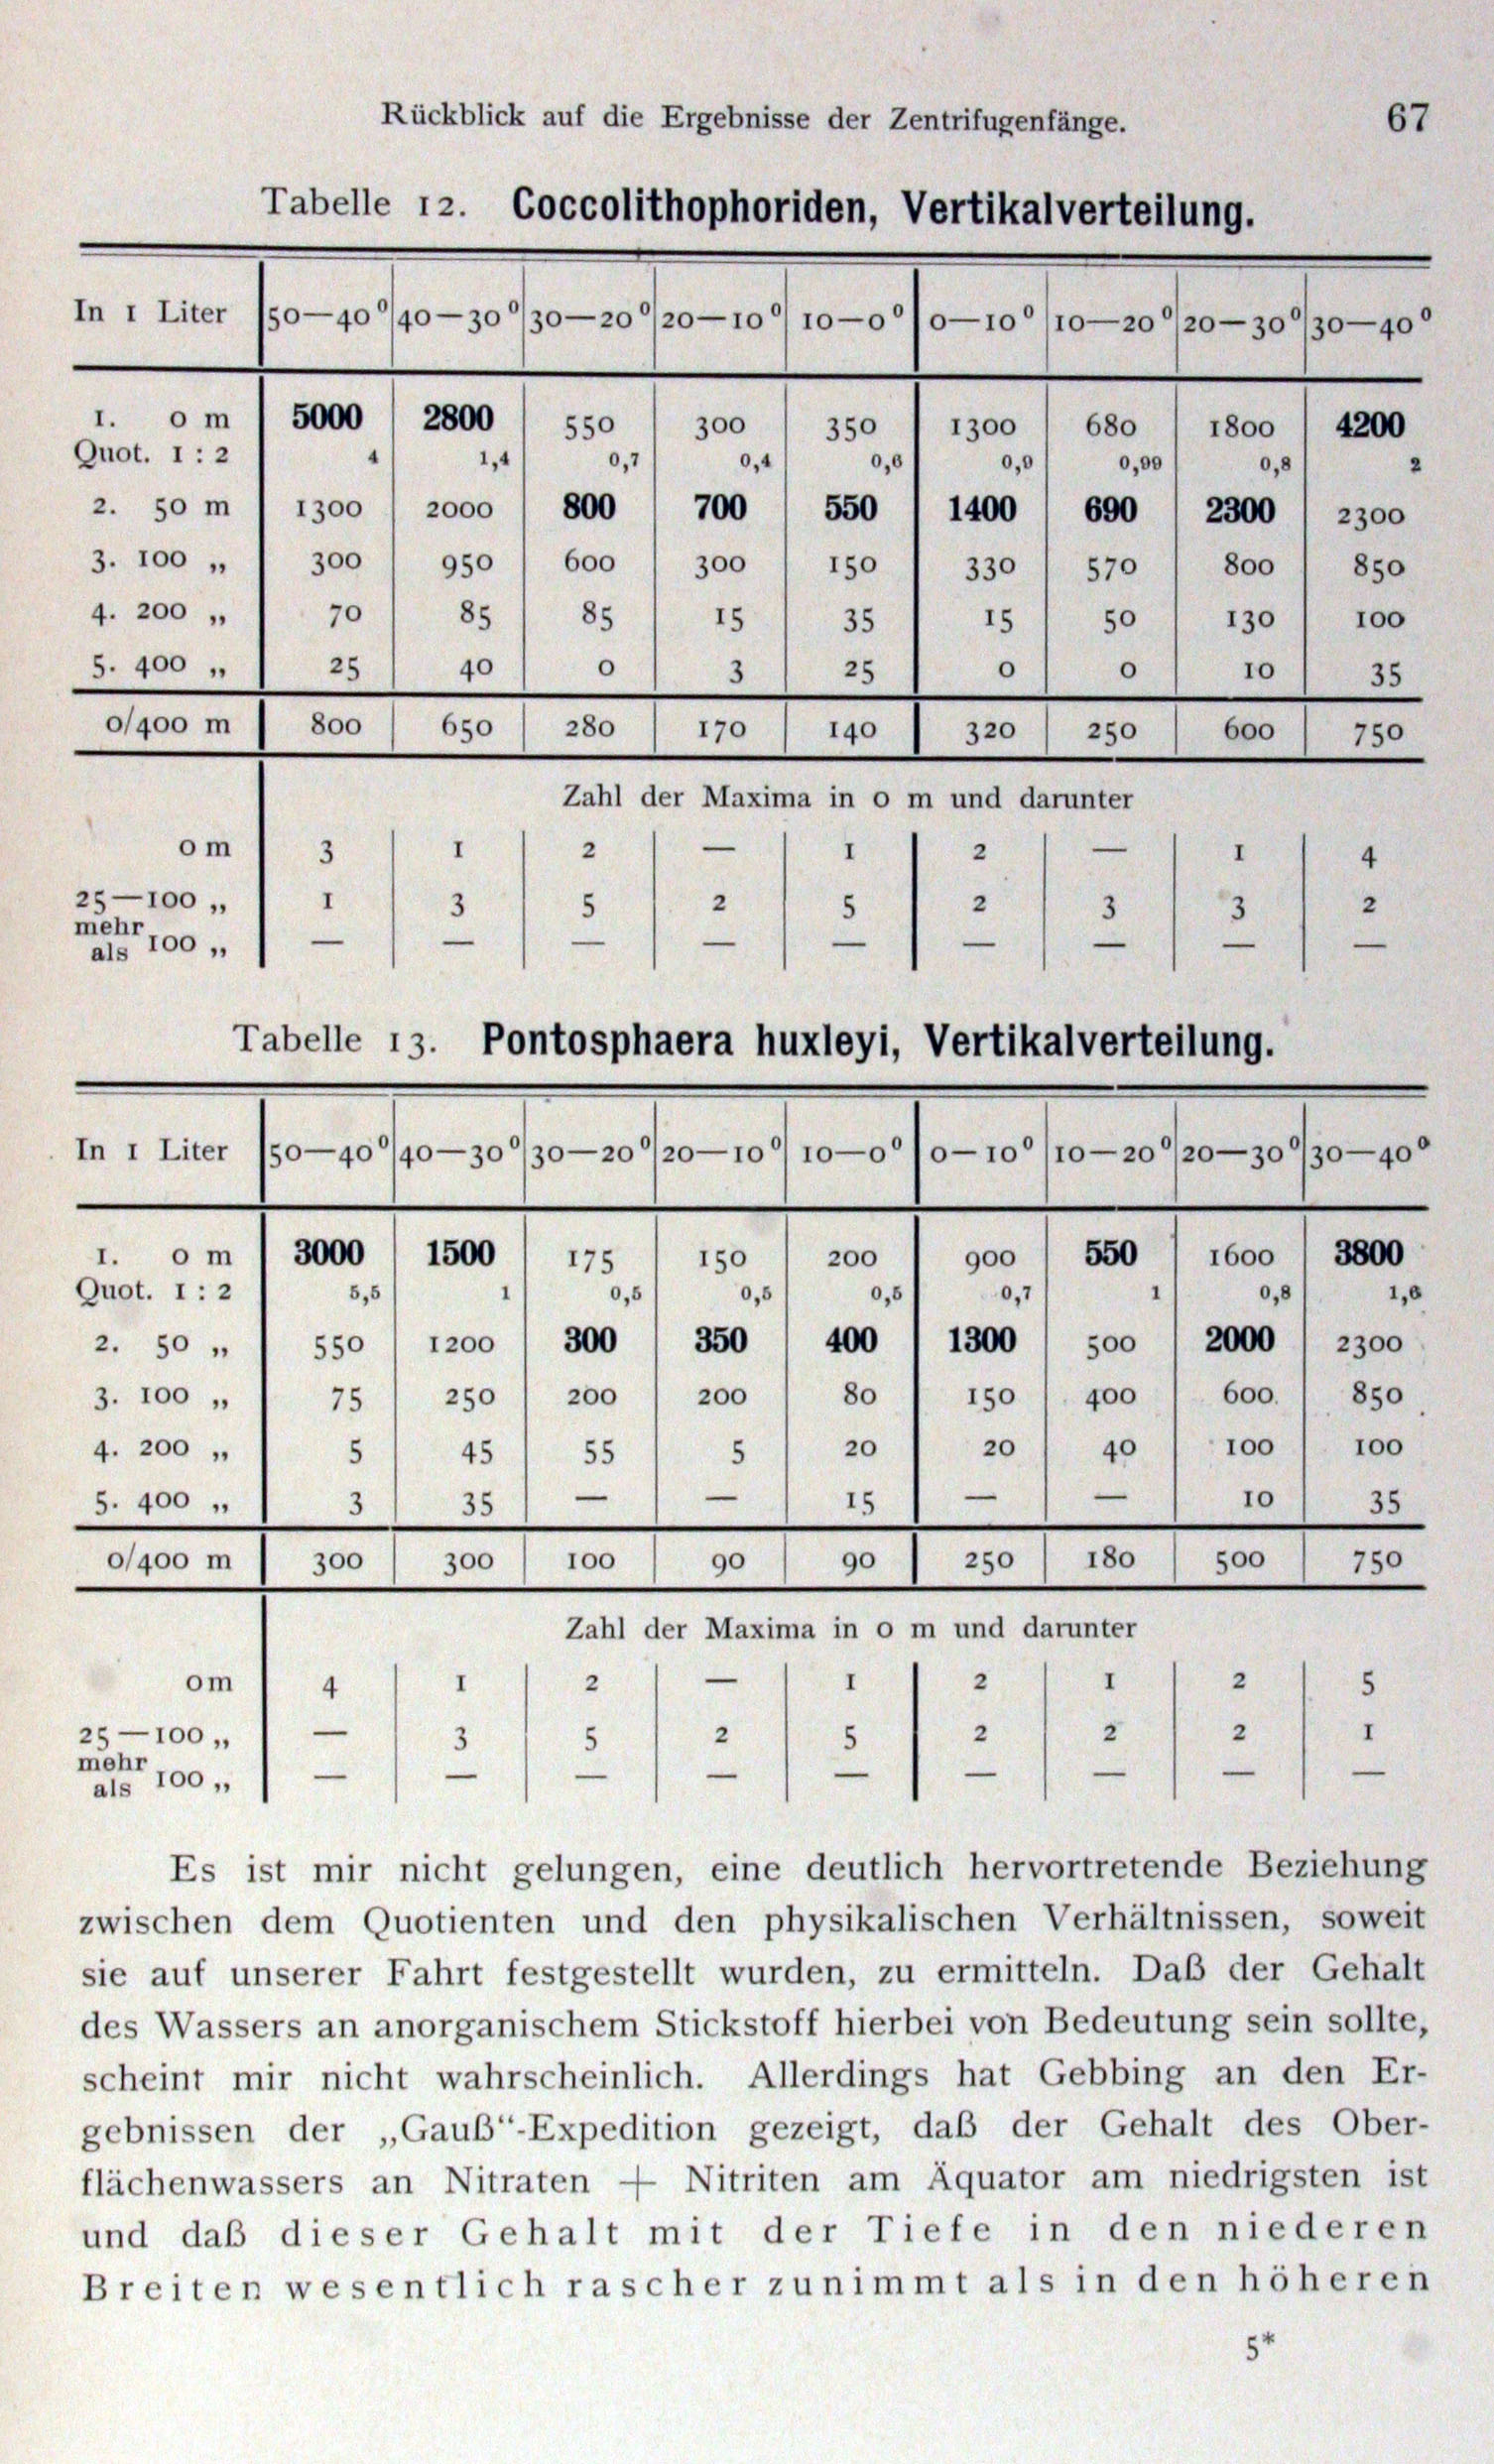 Rückblick auf die Ergebnisse der Zentrifugenfänge. 67
Tabelle 12. Coccolithophoriden, Vertikalverteilung.
In 1 Liter 50—40° 40—30° 30—20° 20—10° 10—0° 0—10° 10—20° 20—30° 30—40°
1. 0 m 5000 2800 550 300 350 1300 680 1800 4200
Quot. 1 : 2 4 1,4 0,7 0,4 0,6 0,9 0,99 0,8 2
2. 50 m 1300 2000 800 700 550 1400 690 2300 2300
3. 100 „ 300 950 600 300 150 330 570 800 850
4. 200 „ 70 85 85 15 35 15 50 130 100
5. 400 „ 25 40 0 3 25 0 0 10 35
0/400 m 800 650 280 170 140 320 250 600 750
Zahl der Maxima in 0 m und darunter
0 m 3 1 2 — 1 2 — 1 4
25—100 „ 1 3 5 2 5 2 3 3 2
mehr
als 100 „ — — — — — — — — —
Tabelle 13. Pontosphaera huxleyi, Vertikalverteilung.
In 1 Liter 50—40° 40—30° 30—20° 20—10° 10—0° 0—10° 10—20° 20—30° 30—40°
1. 0 m 3000 1500 175 150 200 900 550 1600 3800
Quot. 1 : 2 5,5 1 0,5 0,5 0,5 0,7 1 0,8 1,6
2. 50 „ 550 1200 300 350 400 1300 500 2000 2300
3. 100 „ 75 250 200 200 80 150 400 600. 850
4. 200 „ 5 45 55 5 20 20 40 100 100
5. 400 „ 3 35 — — 15 — — 10 35
0/400 m 300 300 100 90 90 250 180 500 750
Zahl der Maxima in 0 m und darunter
0 m 4 1 2 — 1 2 1 2 5
25—100 „ — 3 5 2 5 2 2 2 1
mehr
als 100 „ — — — — — — — — —
Es ist mir nicht gelungen, eine deutlich hervortretende Beziehung
zwischen dem Quotienten und den physikalischen Verhältnissen, soweit
sie auf unserer Fahrt festgestellt wurden, zu ermitteln. Daß der Gehalt
des Wassers an anorganischem Stickstoff hierbei von Bedeutung sein sollte,
scheint mir nicht wahrscheinlich. Allerdings hat Gebbing an den Er-
gebnissen der „Gauß“-Expedition gezeigt, daß der Gehalt des Ober-
flächenwassers an Nitraten + Nitriten am Äquator am niedrigsten ist
und daß dieser Gehalt mit der Tiefe in den niederen
Breiten wesentlich rascher zunimmt als in den höheren
5*